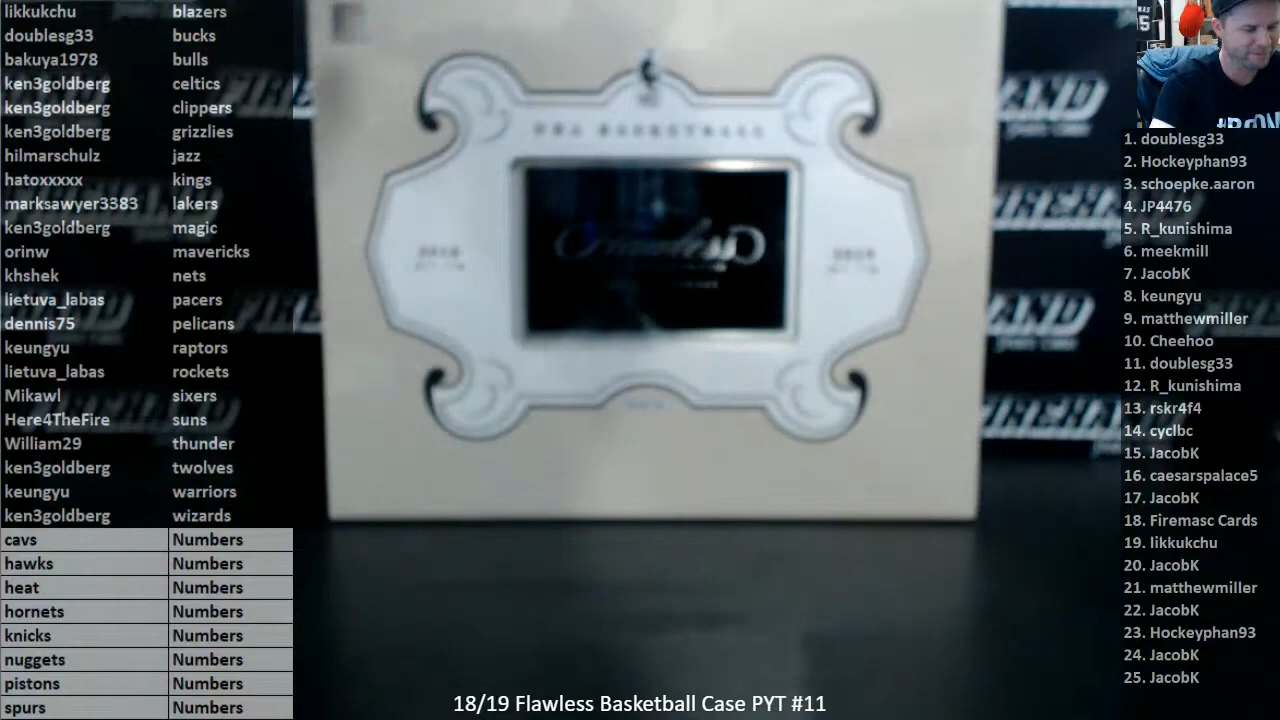 likkukchu blazers
doublesg33 bucks
bakuya1978 bulls
ken3goldberg celtics
ken3goldberg clippers
ken3goldberg grizzlies
hilmarschulz jazz
hatoxxxxx kings
marksawyer3383 lakers
ken3goldberg magic
orinw mavericks
khshek nets
lietuva_labas pacers
dennis75 pelicans
keungyu raptors
lietuva_labas rockets
Mikawl sixers
Here4TheFire suns
William29 thunder
ken3goldberg twolves
keungyu warriors
ken3goldberg wizards
cavs Numbers
hawks Numbers
heat Numbers
hornets Numbers
knicks Numbers
nuggets Numbers
pistons Numbers
spurs Numbers
NBA BASKETBALL
Flawless
1. doublesg33
2. Hockeyphan93
3. schoepke.aaron
4. JP4476
5. R_kunishima
6. meekmill
7. JacobK
8. keungyu
9. matthewmiller
10. Cheehoo
11. doublesg33
12. R_kunishima
13. rskr4f4
14. cyclbc
15. JacobK
16. caesarspalace5
17. JacobK
18. Firemasc Cards
19. likkukchu
20. JacobK
21. matthewmiller
22. JacobK
23. Hockeyphan93
24. JacobK
25. JacobK
18/19 Flawless Basketball Case PYT #11